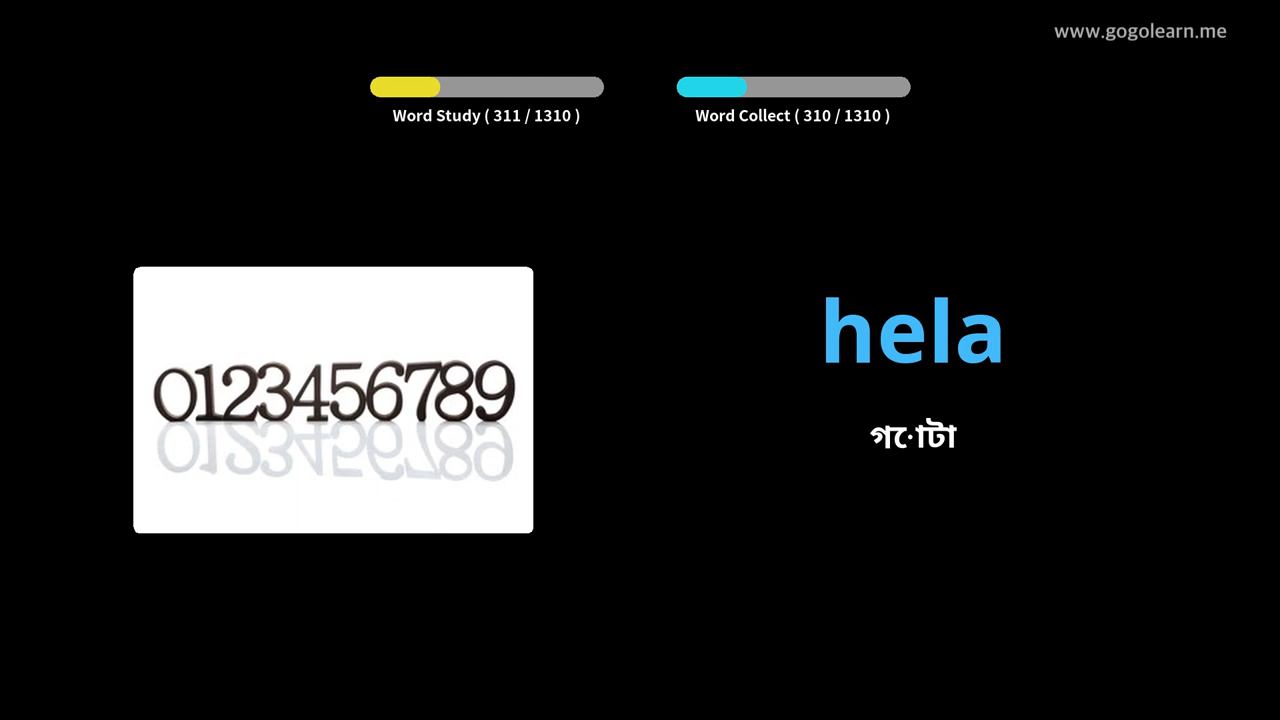 www.gogolearn.me
Word Study ( 311 / 1310 )
Word Collect ( 310 / 1310 )
0123456789
hela
গোটা